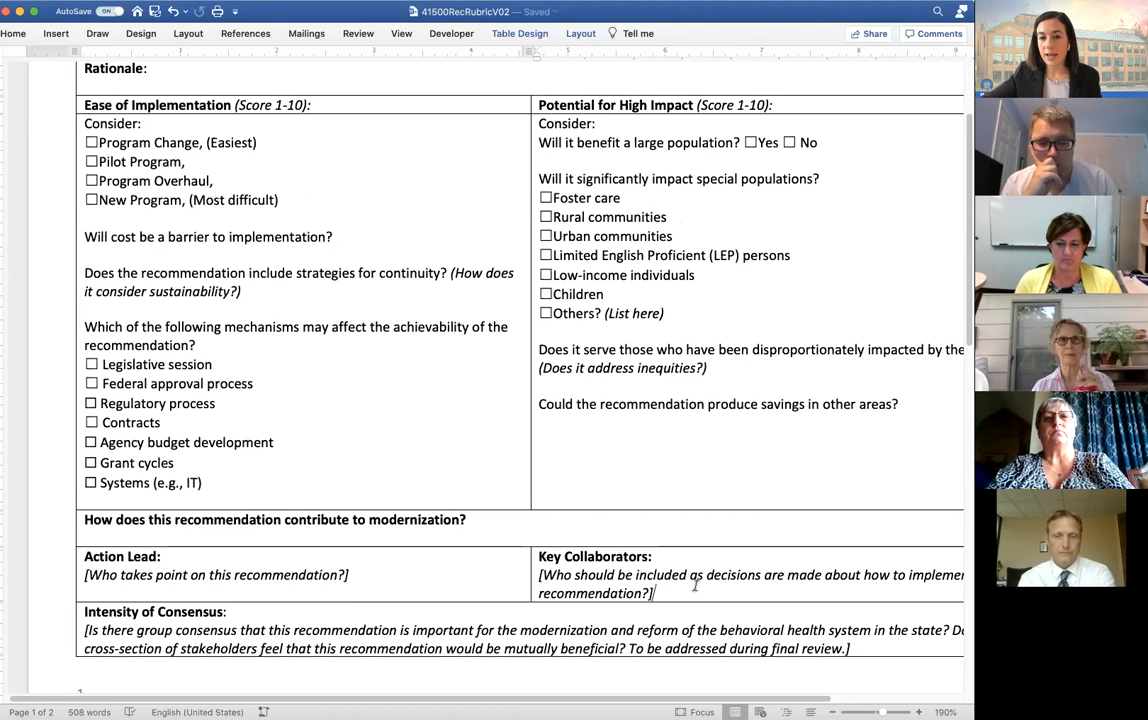 AutoSave ON 41500RecRubricV02 — Saved
Home Insert Draw Design Layout References Mailings Review View Developer Table Design Layout Tell me Share Comments
1 2 3 4 5 6 7 8 9
Rationale:
Ease of Implementation (Score 1-10):
Consider:
☐Program Change, (Easiest)
☐Pilot Program,
☐Program Overhaul,
☐New Program, (Most difficult)
Will cost be a barrier to implementation?
Does the recommendation include strategies for continuity? (How does
it consider sustainability?)
Which of the following mechanisms may affect the achievability of the
recommendation?
☐ Legislative session
☐ Federal approval process
☐ Regulatory process
☐ Contracts
☐ Agency budget development
☐ Grant cycles
☐ Systems (e.g., IT)
Potential for High Impact (Score 1-10):
Consider:
Will it benefit a large population? ☐Yes ☐ No
Will it significantly impact special populations?
☐Foster care
☐Rural communities
☐Urban communities
☐Limited English Proficient (LEP) persons
☐Low-income individuals
☐Children
☐Others? (List here)
Does it serve those who have been disproportionately impacted by the
(Does it address inequities?)
Could the recommendation produce savings in other areas?
How does this recommendation contribute to modernization?
Action Lead:
[Who takes point on this recommendation?]
Key Collaborators:
[Who should be included as decisions are made about how to implemen
recommendation?]
Intensity of Consensus:
[Is there group consensus that this recommendation is important for the modernization and reform of the behavioral health system in the state? Do
cross-section of stakeholders feel that this recommendation would be mutually beneficial? To be addressed during final review.]
Page 1 of 2 508 words English (United States) Focus 190%